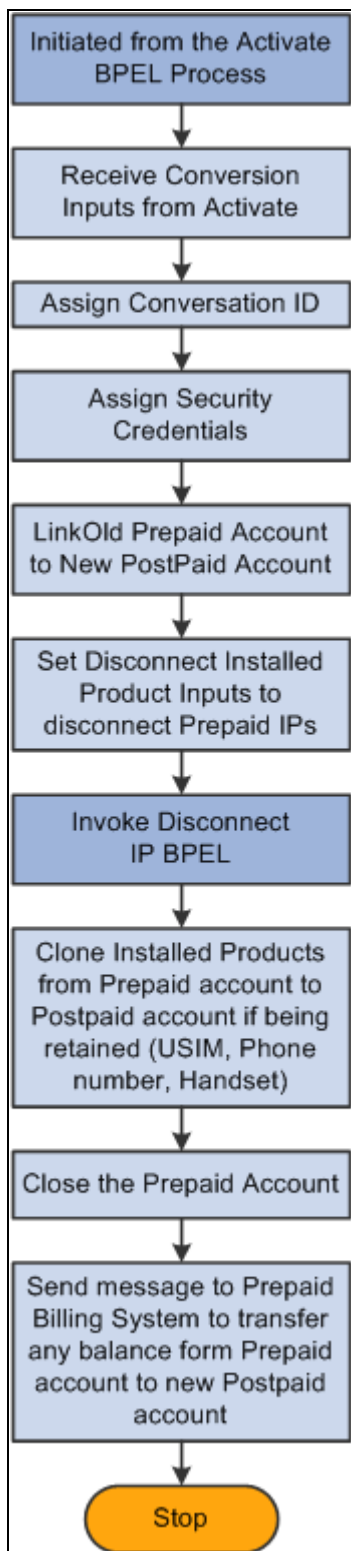 Initiated from the Activate
BPEL Process
Receive Conversion
Inputs from Activate
Assign Conversation ID
Assign Security
Credentials
LinkOld Prepaid Account
to New PostPaid Account
Set Disconnect Installed
Product Inputs to
disconnect Prepaid IPs
Invoke Disconnect
IP BPEL
Clone Installed Products
from Prepaid account to
Postpaid account if being
retained (USIM, Phone
number, Handset)
Close the Prepaid Account
Send message to Prepaid
Billing System to transfer
any balance form Prepaid
account to new Postpaid
account
Stop